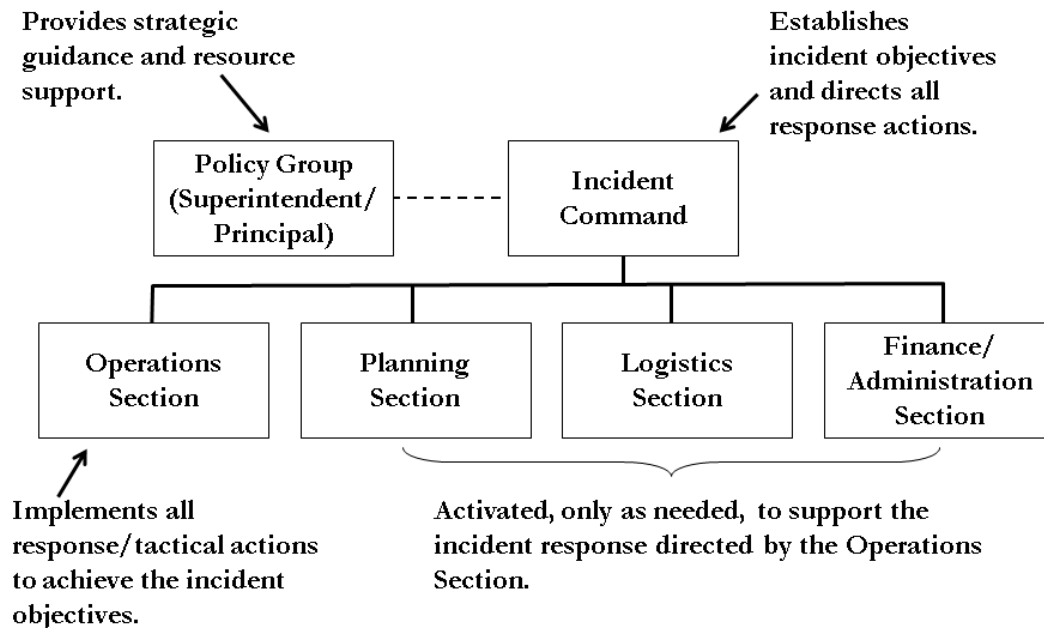 Provides strategic
guidance and resource
support.
Establishes
incident objectives
and directs all
response actions.
Policy Group
(Superintendent/
Principal)
Incident
Command
Operations
Section
Planning
Section
Logistics
Section
Finance/
Administration
Section
Implements all
response/tactical actions
to achieve the incident
objectives.
Activated, only as needed, to support the
incident response directed by the Operations
Section.